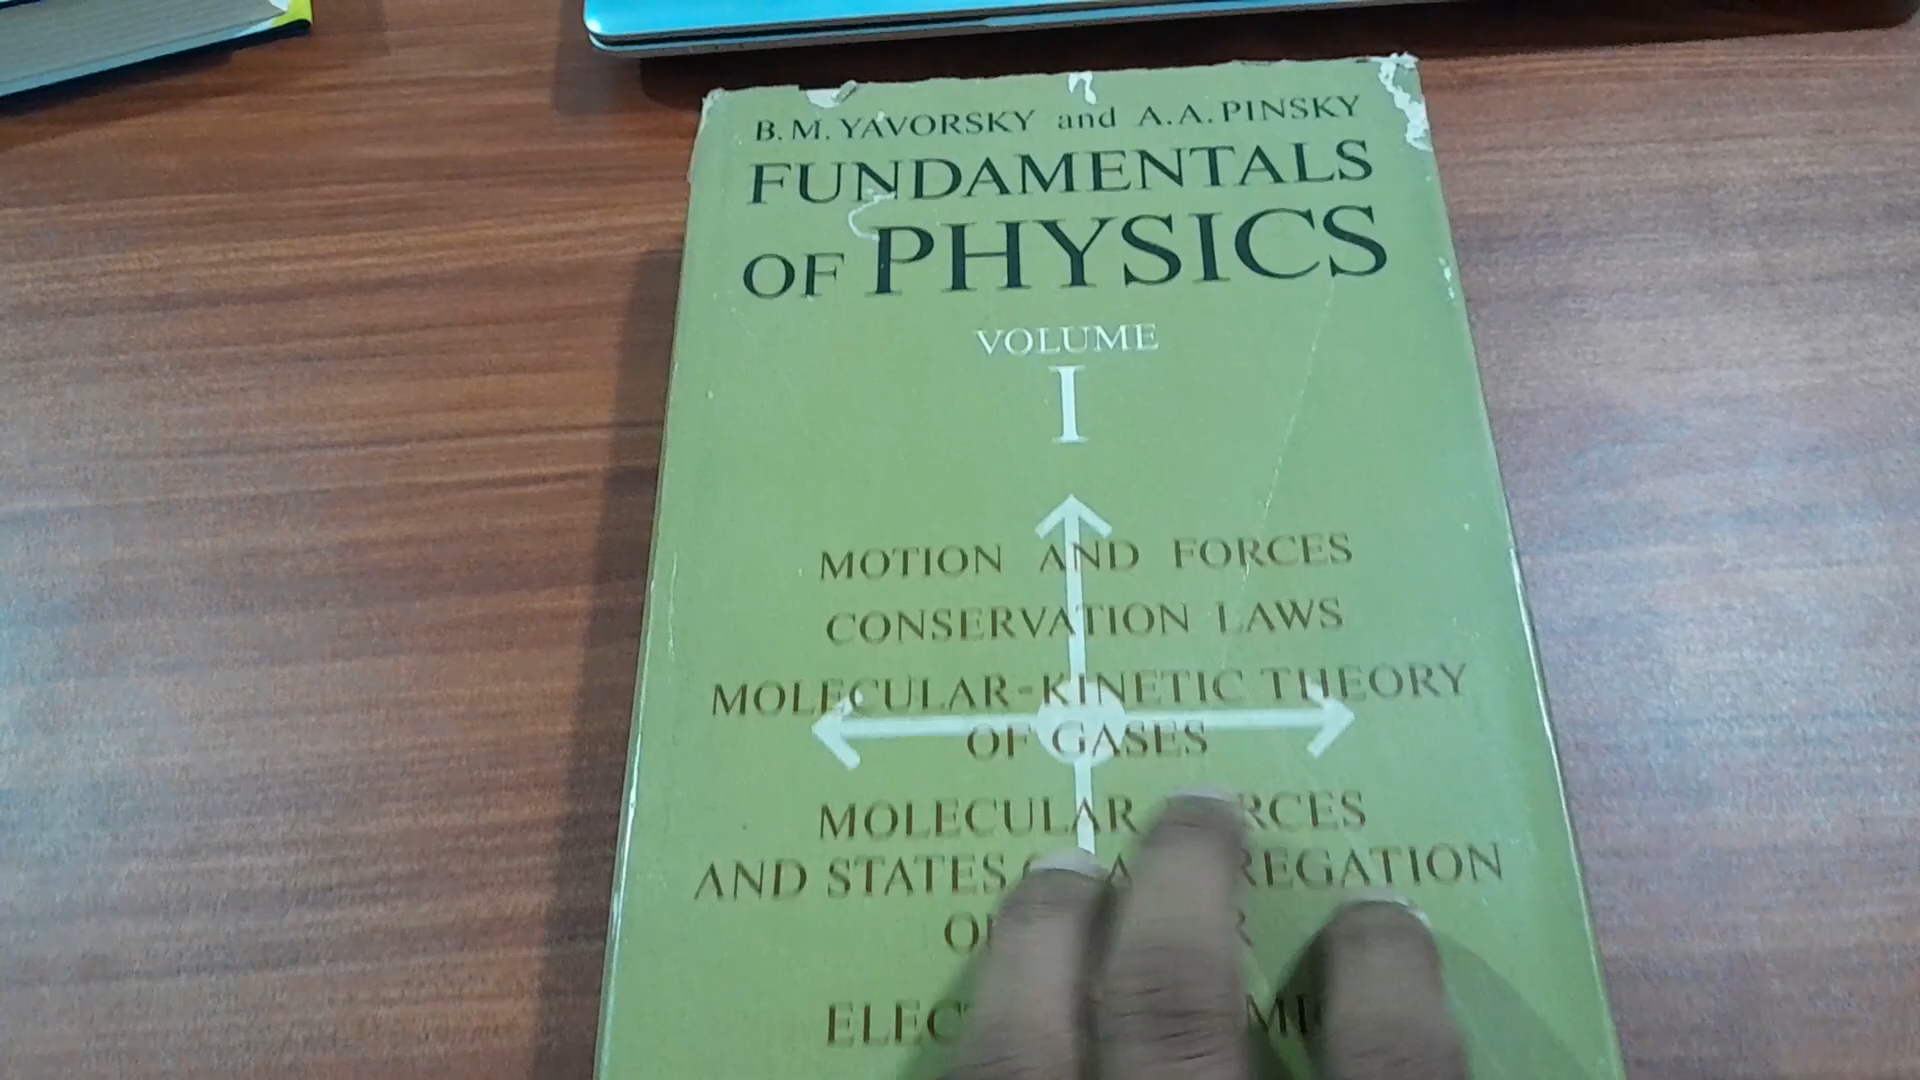 B. M. YAVORSKY and A. A. PINSKY
FUNDAMENTALS
OF PHYSICS
VOLUME
I
MOTION AND FORCES
CONSERVATION LAWS
MOLECULAR-KINETIC THEORY
OF GASES
MOLECULAR
AND STATES